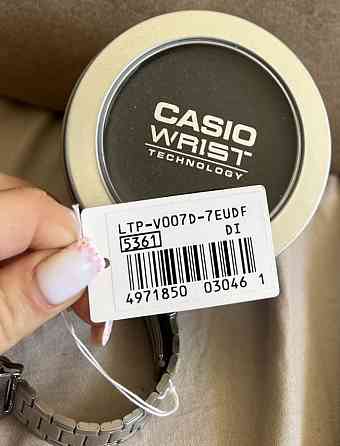 CASIO
WRIST
TECHNOLOGY
LTP-V007D-7EUDF
5361 DI
4971850 03046 1